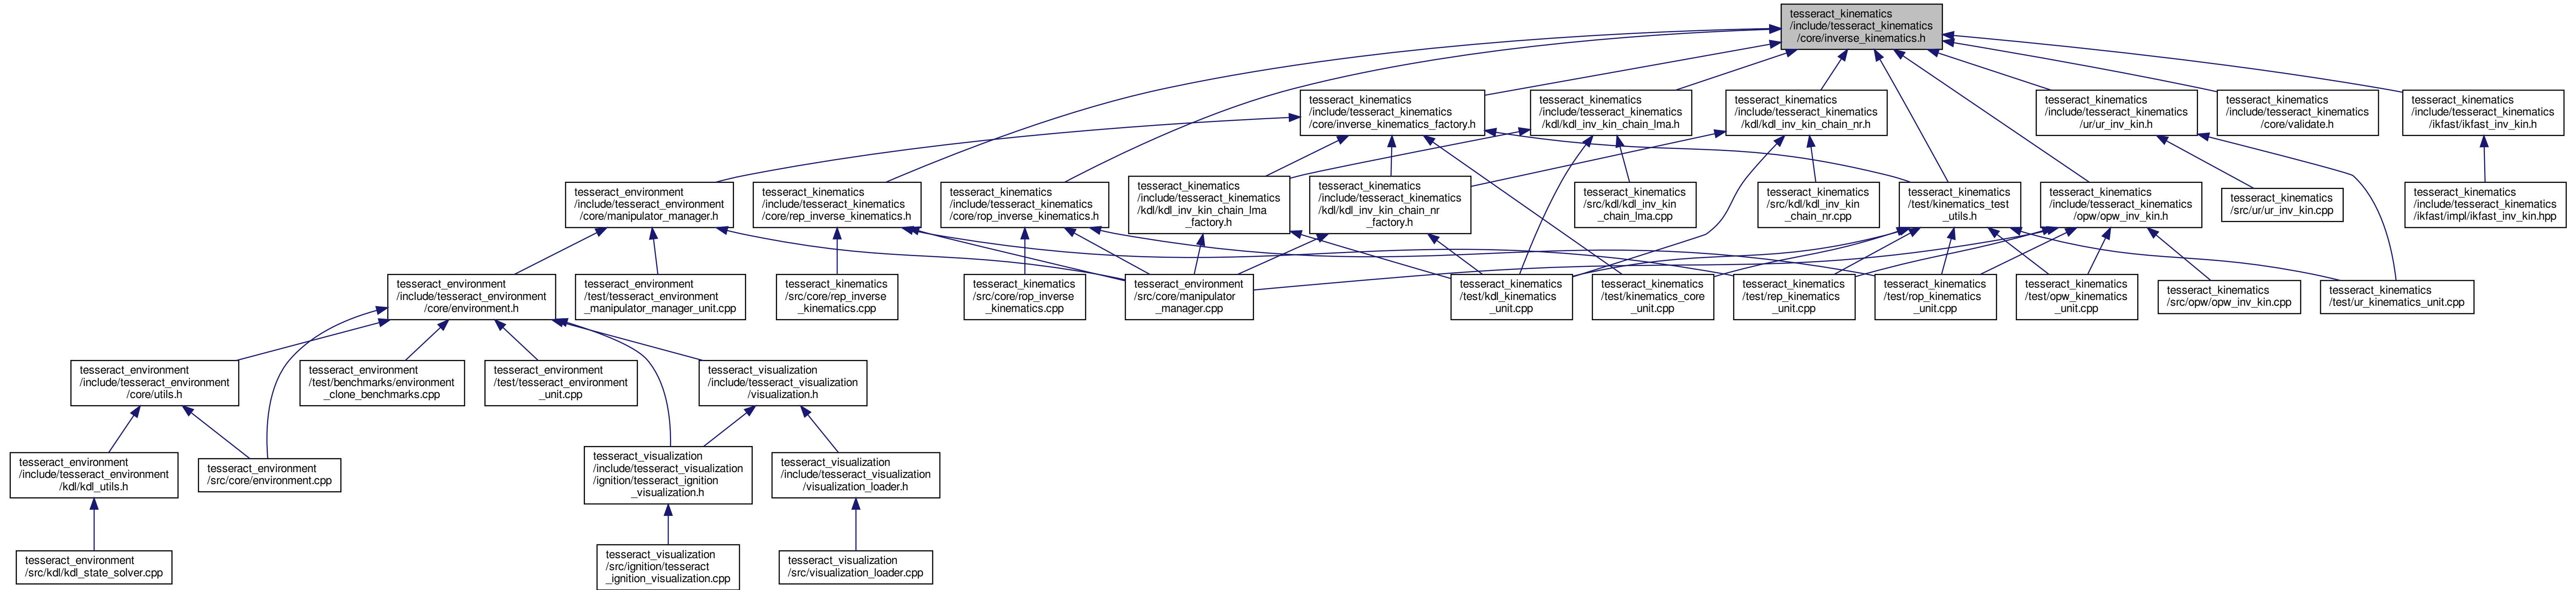 tesseract_kinematics
/include/tesseract_kinematics
/core/inverse_kinematics.h
tesseract_kinematics
/include/tesseract_kinematics
/core/inverse_kinematics_factory.h
tesseract_kinematics
/include/tesseract_kinematics
/kdl/kdl_inv_kin_chain_lma.h
tesseract_kinematics
/include/tesseract_kinematics
/kdl/kdl_inv_kin_chain_nr.h
tesseract_kinematics
/include/tesseract_kinematics
/ur/ur_inv_kin.h
tesseract_kinematics
/include/tesseract_kinematics
/core/validate.h
tesseract_kinematics
/include/tesseract_kinematics
/ikfast/ikfast_inv_kin.h
tesseract_environment
/include/tesseract_environment
/core/manipulator_manager.h
tesseract_kinematics
/include/tesseract_kinematics
/core/rep_inverse_kinematics.h
tesseract_kinematics
/include/tesseract_kinematics
/core/rop_inverse_kinematics.h
tesseract_kinematics
/include/tesseract_kinematics
/kdl/kdl_inv_kin_chain_lma
_factory.h
tesseract_kinematics
/include/tesseract_kinematics
/kdl/kdl_inv_kin_chain_nr
_factory.h
tesseract_kinematics
/src/kdl/kdl_inv_kin
_chain_lma.cpp
tesseract_kinematics
/src/kdl/kdl_inv_kin
_chain_nr.cpp
tesseract_kinematics
/test/kinematics_test
_utils.h
tesseract_kinematics
/include/tesseract_kinematics
/opw/opw_inv_kin.h
tesseract_kinematics
/src/ur/ur_inv_kin.cpp
tesseract_kinematics
/include/tesseract_kinematics
/ikfast/impl/ikfast_inv_kin.hpp
tesseract_environment
/include/tesseract_environment
/core/environment.h
tesseract_environment
/test/tesseract_environment
_manipulator_manager_unit.cpp
tesseract_kinematics
/src/core/rep_inverse
_kinematics.cpp
tesseract_kinematics
/src/core/rop_inverse
_kinematics.cpp
tesseract_environment
/src/core/manipulator
_manager.cpp
tesseract_kinematics
/test/kdl_kinematics
_unit.cpp
tesseract_kinematics
/test/kinematics_core
_unit.cpp
tesseract_kinematics
/test/rep_kinematics
_unit.cpp
tesseract_kinematics
/test/rop_kinematics
_unit.cpp
tesseract_kinematics
/test/opw_kinematics
_unit.cpp
tesseract_kinematics
/src/opw/opw_inv_kin.cpp
tesseract_kinematics
/test/ur_kinematics_unit.cpp
tesseract_environment
/include/tesseract_environment
/core/utils.h
tesseract_environment
/test/benchmarks/environment
_clone_benchmarks.cpp
tesseract_environment
/test/tesseract_environment
_unit.cpp
tesseract_visualization
/include/tesseract_visualization
/visualization.h
tesseract_environment
/include/tesseract_environment
/kdl/kdl_utils.h
tesseract_environment
/src/core/environment.cpp
tesseract_visualization
/include/tesseract_visualization
/ignition/tesseract_ignition
_visualization.h
tesseract_visualization
/include/tesseract_visualization
/visualization_loader.h
tesseract_environment
/src/kdl/kdl_state_solver.cpp
tesseract_visualization
/src/ignition/tesseract
_ignition_visualization.cpp
tesseract_visualization
/src/visualization_loader.cpp